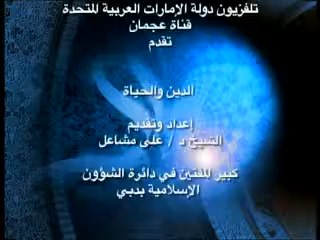 تلفزيون دولة الإمارات العربية المتحدة
قناة عجمان
تقدم
الدين والحياة
إعداد وتقديم
الشيخ د / على مشاعل
كبير المفتين في دائرة الشؤون
الإسلامية بدبي